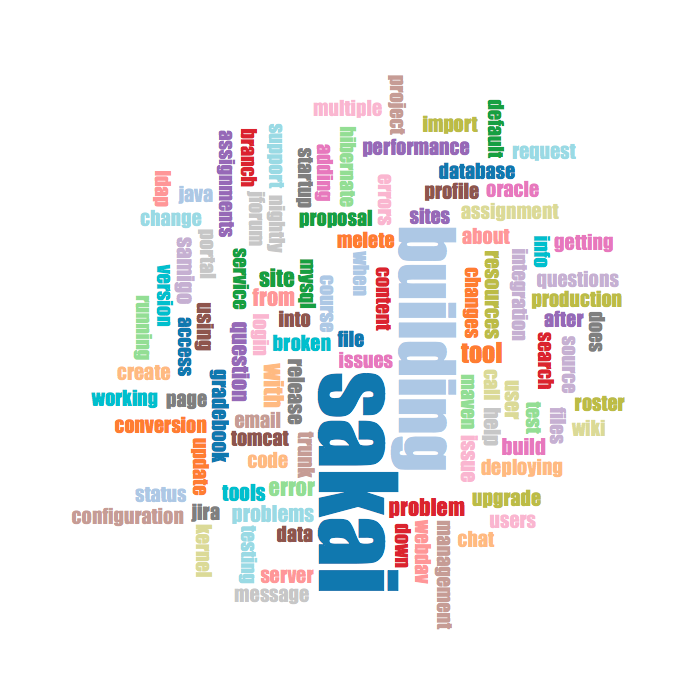 project
multiple
default
import
hibernate
support
branch
assignments
performance
request
startup
adding
database
ldap
java
errors
profile
oracle
nightly
jforum
assignment
change
proposal
sites
portal
samigo
melete
about
info
getting
building
service
when
integration
resources
version
site
mysql
content
changes
questions
course
from
production
running
using
access
question
login
into
after
does
search
source
broken
file
tool
issues
create
release
with
gradebook
sakai
maven
call
user
working
page
roster
test
files
help
conversion
email
wiki
tomcat
trunk
issue
build
update
code
deploying
status
tools
error
upgrade
configuration
jira
problems
problem
users
kernel
testing
data
down
webdav
management
chat
server
message